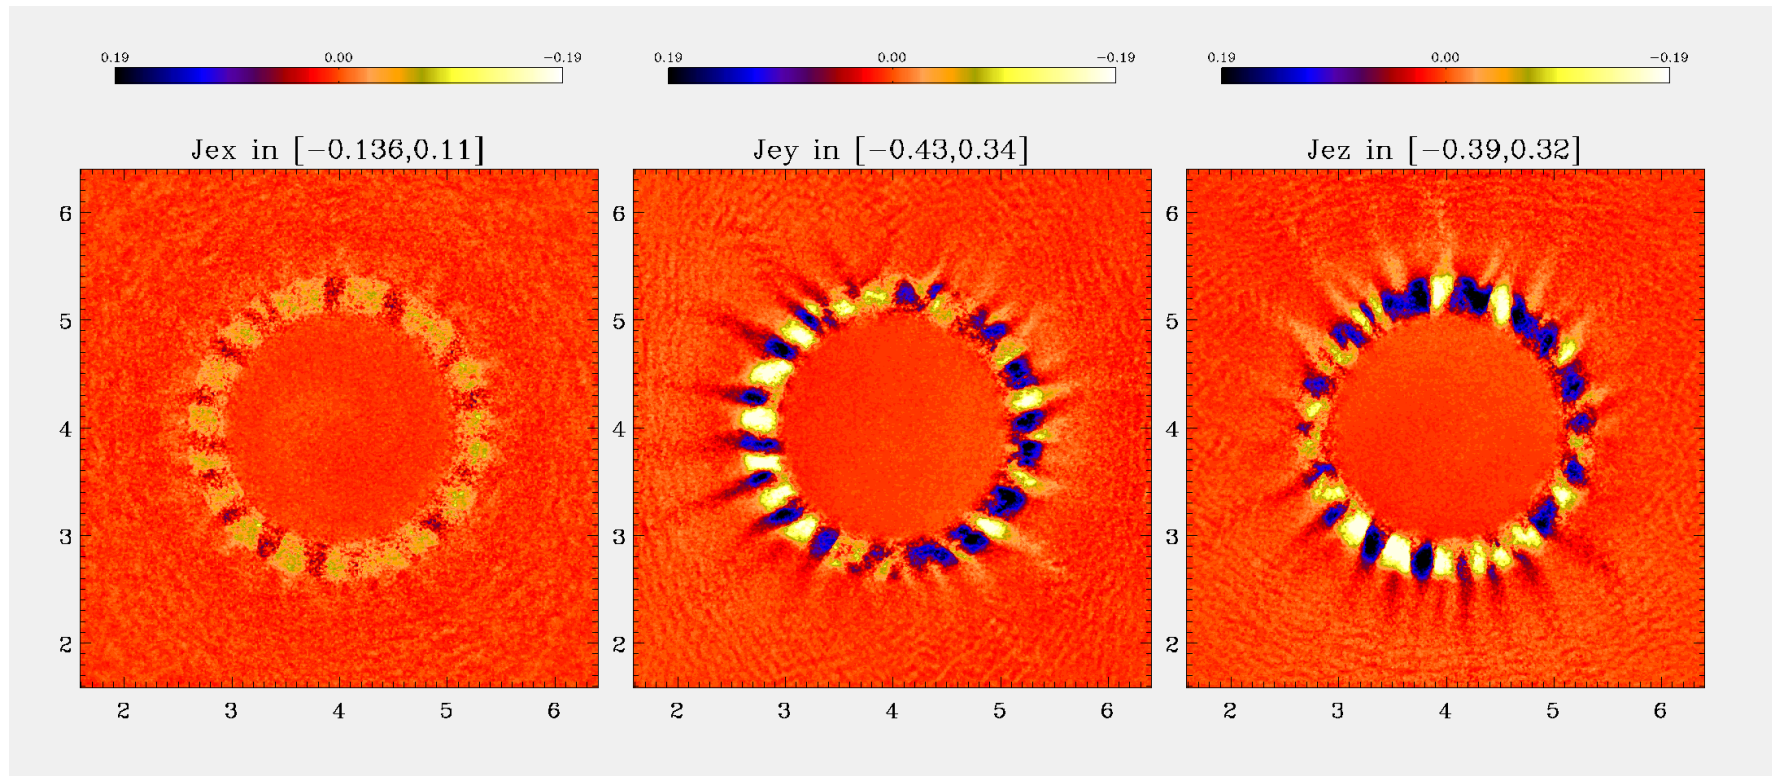 0.19 0.00 −0.19 0.19 0.00 −0.19 0.19 0.00 −0.19
Jex in [−0.136,0.11] Jey in [−0.43,0.34] Jez in [−0.39,0.32]
6 6 6
5 5 5
4 4 4
3 3 3
2 2 2
2 3 4 5 6 2 3 4 5 6 2 3 4 5 6